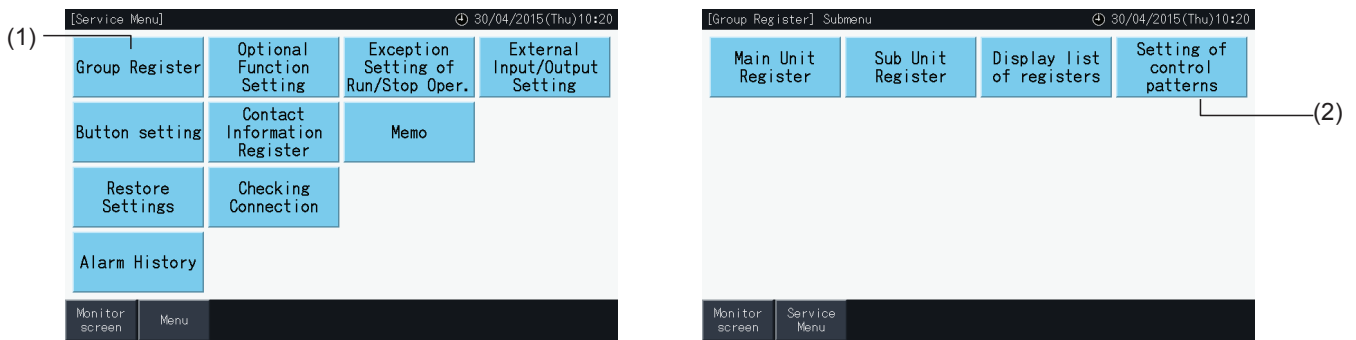 [Service Menu] 30/04/2015(Thu)10:20
(1)
Group Register
Optional
Function
Setting
Exception
Setting of
Run/Stop Oper.
External
Input/Output
Setting
Button setting
Contact
Information
Register
Memo
Restore
Settings
Checking
Connection
Alarm History
Monitor
screen
Menu
[Group Register] Submenu 30/04/2015(Thu)10:20
Main Unit
Register
Sub Unit
Register
Display list
of registers
Setting of
control
patterns
(2)
Monitor
screen
Service
Menu